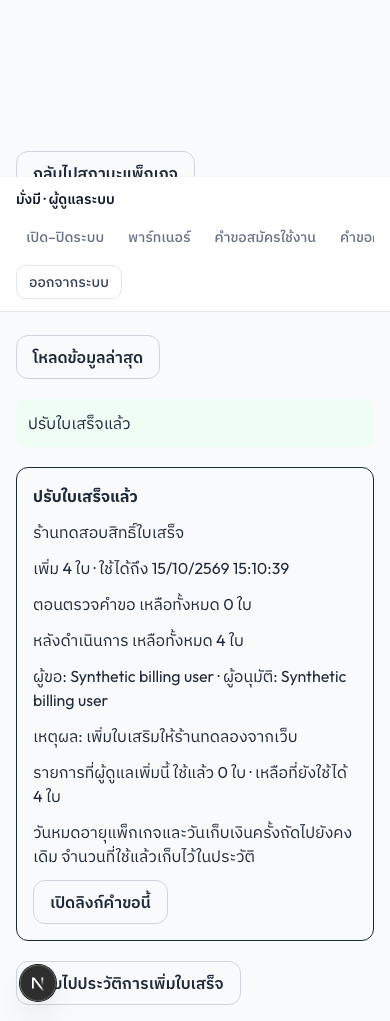 กลับไปสถานะแพ็กเกจ
มั่งมี · ผู้ดูแลระบบ
เปิด–ปิดระบบ พาร์ทเนอร์ คำขอสมัครใช้งาน
ออกจากระบบ
โหลดข้อมูลล่าสุด
ปรับใบเสร็จแล้ว
ปรับใบเสร็จแล้ว
ร้านทดสอบสิทธิ์ใบเสร็จ
เพิ่ม 4 ใบ · ใช้ได้ถึง 15/10/2569 15:10:39
ตอนตรวจคำขอ เหลือทั้งหมด 0 ใบ
หลังดำเนินการ เหลือทั้งหมด 4 ใบ
ผู้ขอ: Synthetic billing user · ผู้อนุมัติ: Synthetic
billing user
เหตุผล: เพิ่มใบเสริมให้ร้านทดลองจากเว็บ
รายการที่ผู้ดูแลเพิ่มนี้ ใช้แล้ว 0 ใบ · เหลือที่ยังใช้ได้
4 ใบ
วันหมดอายุแพ็กเกจและวันเก็บเงินครั้งถัดไปยังคง
เดิม จำนวนที่ใช้แล้วเก็บไว้ในประวัติ
เปิดลิงก์คำขอนี้
N
ไปประวัติการเพิ่มใบเสร็จ